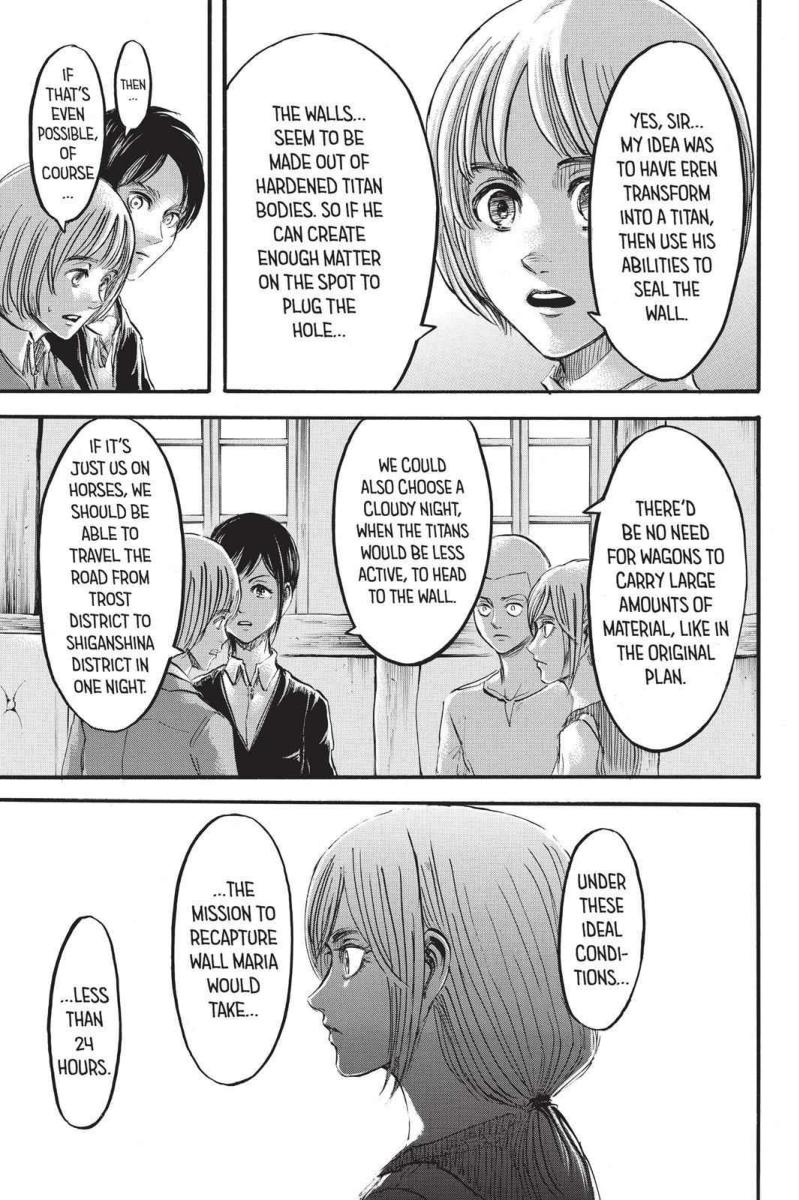 YES, SIR...
MY IDEA WAS
TO HAVE EREN
TRANSFORM
INTO A TITAN,
THEN USE HIS
ABILITIES TO
SEAL THE
WALL.
THE WALLS...
SEEM TO BE
MADE OUT OF
HARDENED TITAN
BODIES. SO IF HE
CAN CREATE
ENOUGH MATTER
ON THE SPOT TO
PLUG THE
HOLE...
THEN
...
IF
THAT'S
EVEN
POSSIBLE,
OF
COURSE
...
THERE'D
BE NO NEED
FOR WAGONS TO
CARRY LARGE
AMOUNTS OF
MATERIAL, LIKE IN
THE ORIGINAL
PLAN.
WE COULD
ALSO CHOOSE A
CLOUDY NIGHT,
WHEN THE TITANS
WOULD BE LESS
ACTIVE, TO HEAD
TO THE WALL.
IF IT'S
JUST US ON
HORSES, WE
SHOULD BE
ABLE TO
TRAVEL THE
ROAD FROM
TROST
DISTRICT TO
SHIGANSHINA
DISTRICT IN
ONE NIGHT.
UNDER
THESE
IDEAL
CONDI-
TIONS...
...THE
MISSION TO
RECAPTURE
WALL MARIA
WOULD
TAKE...
...LESS
THAN
24
HOURS.